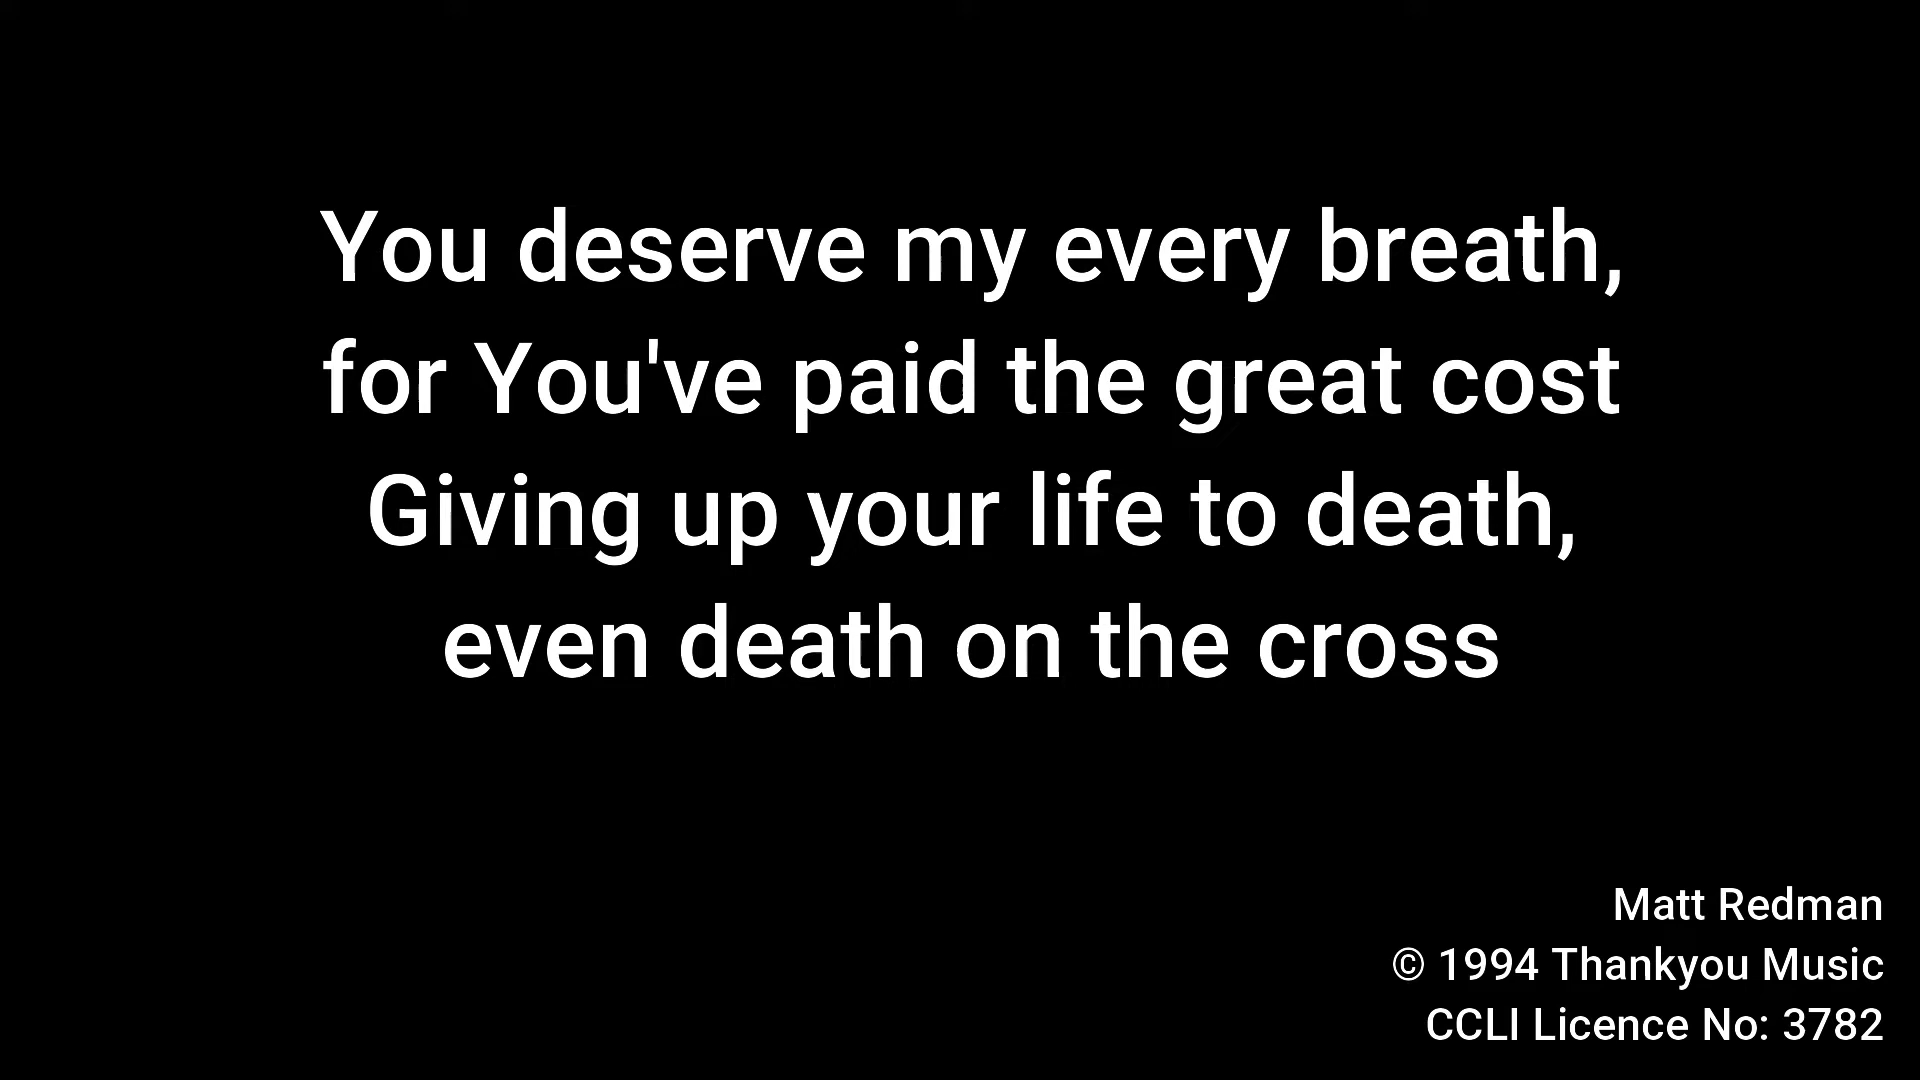 You deserve my every breath,
for You've paid the great cost
Giving up your life to death,
even death on the cross
Matt Redman
© 1994 Thankyou Music
CCLI Licence No: 3782